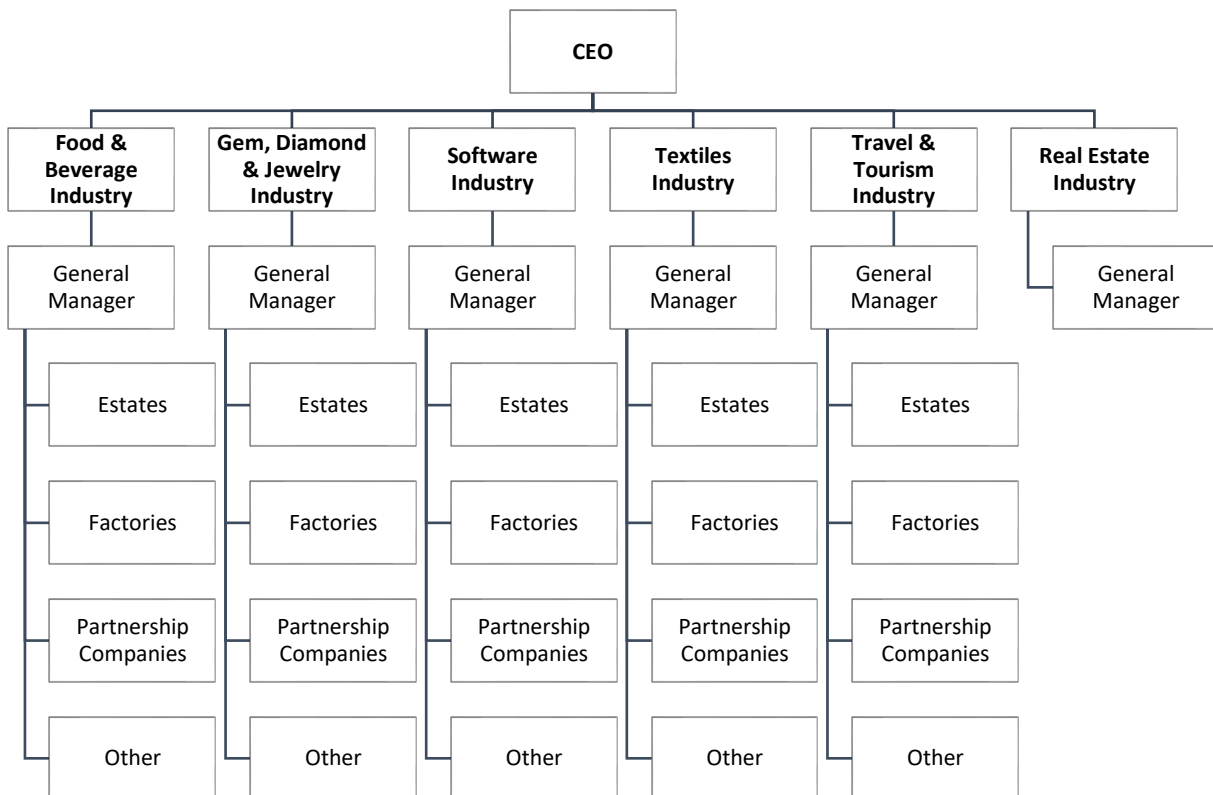 CEO
Food &
Beverage
Industry
Gem, Diamond
& Jewelry
Industry
Software
Industry
Textiles
Industry
Travel &
Tourism
Industry
Real Estate
Industry
General
Manager
General
Manager
General
Manager
General
Manager
General
Manager
General
Manager
Estates
Estates
Estates
Estates
Estates
Factories
Factories
Factories
Factories
Factories
Partnership
Companies
Partnership
Companies
Partnership
Companies
Partnership
Companies
Partnership
Companies
Other
Other
Other
Other
Other